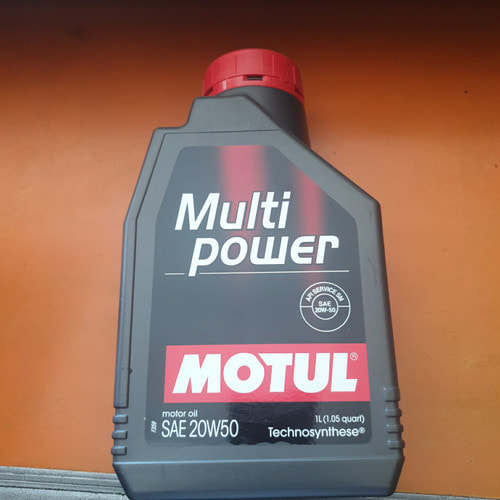 Multi
power
API SERVICE SM
SAE
20W-50
MOTUL®
motor oil
SAE 20W50
1L (1.05 quart)
Technosynthese®